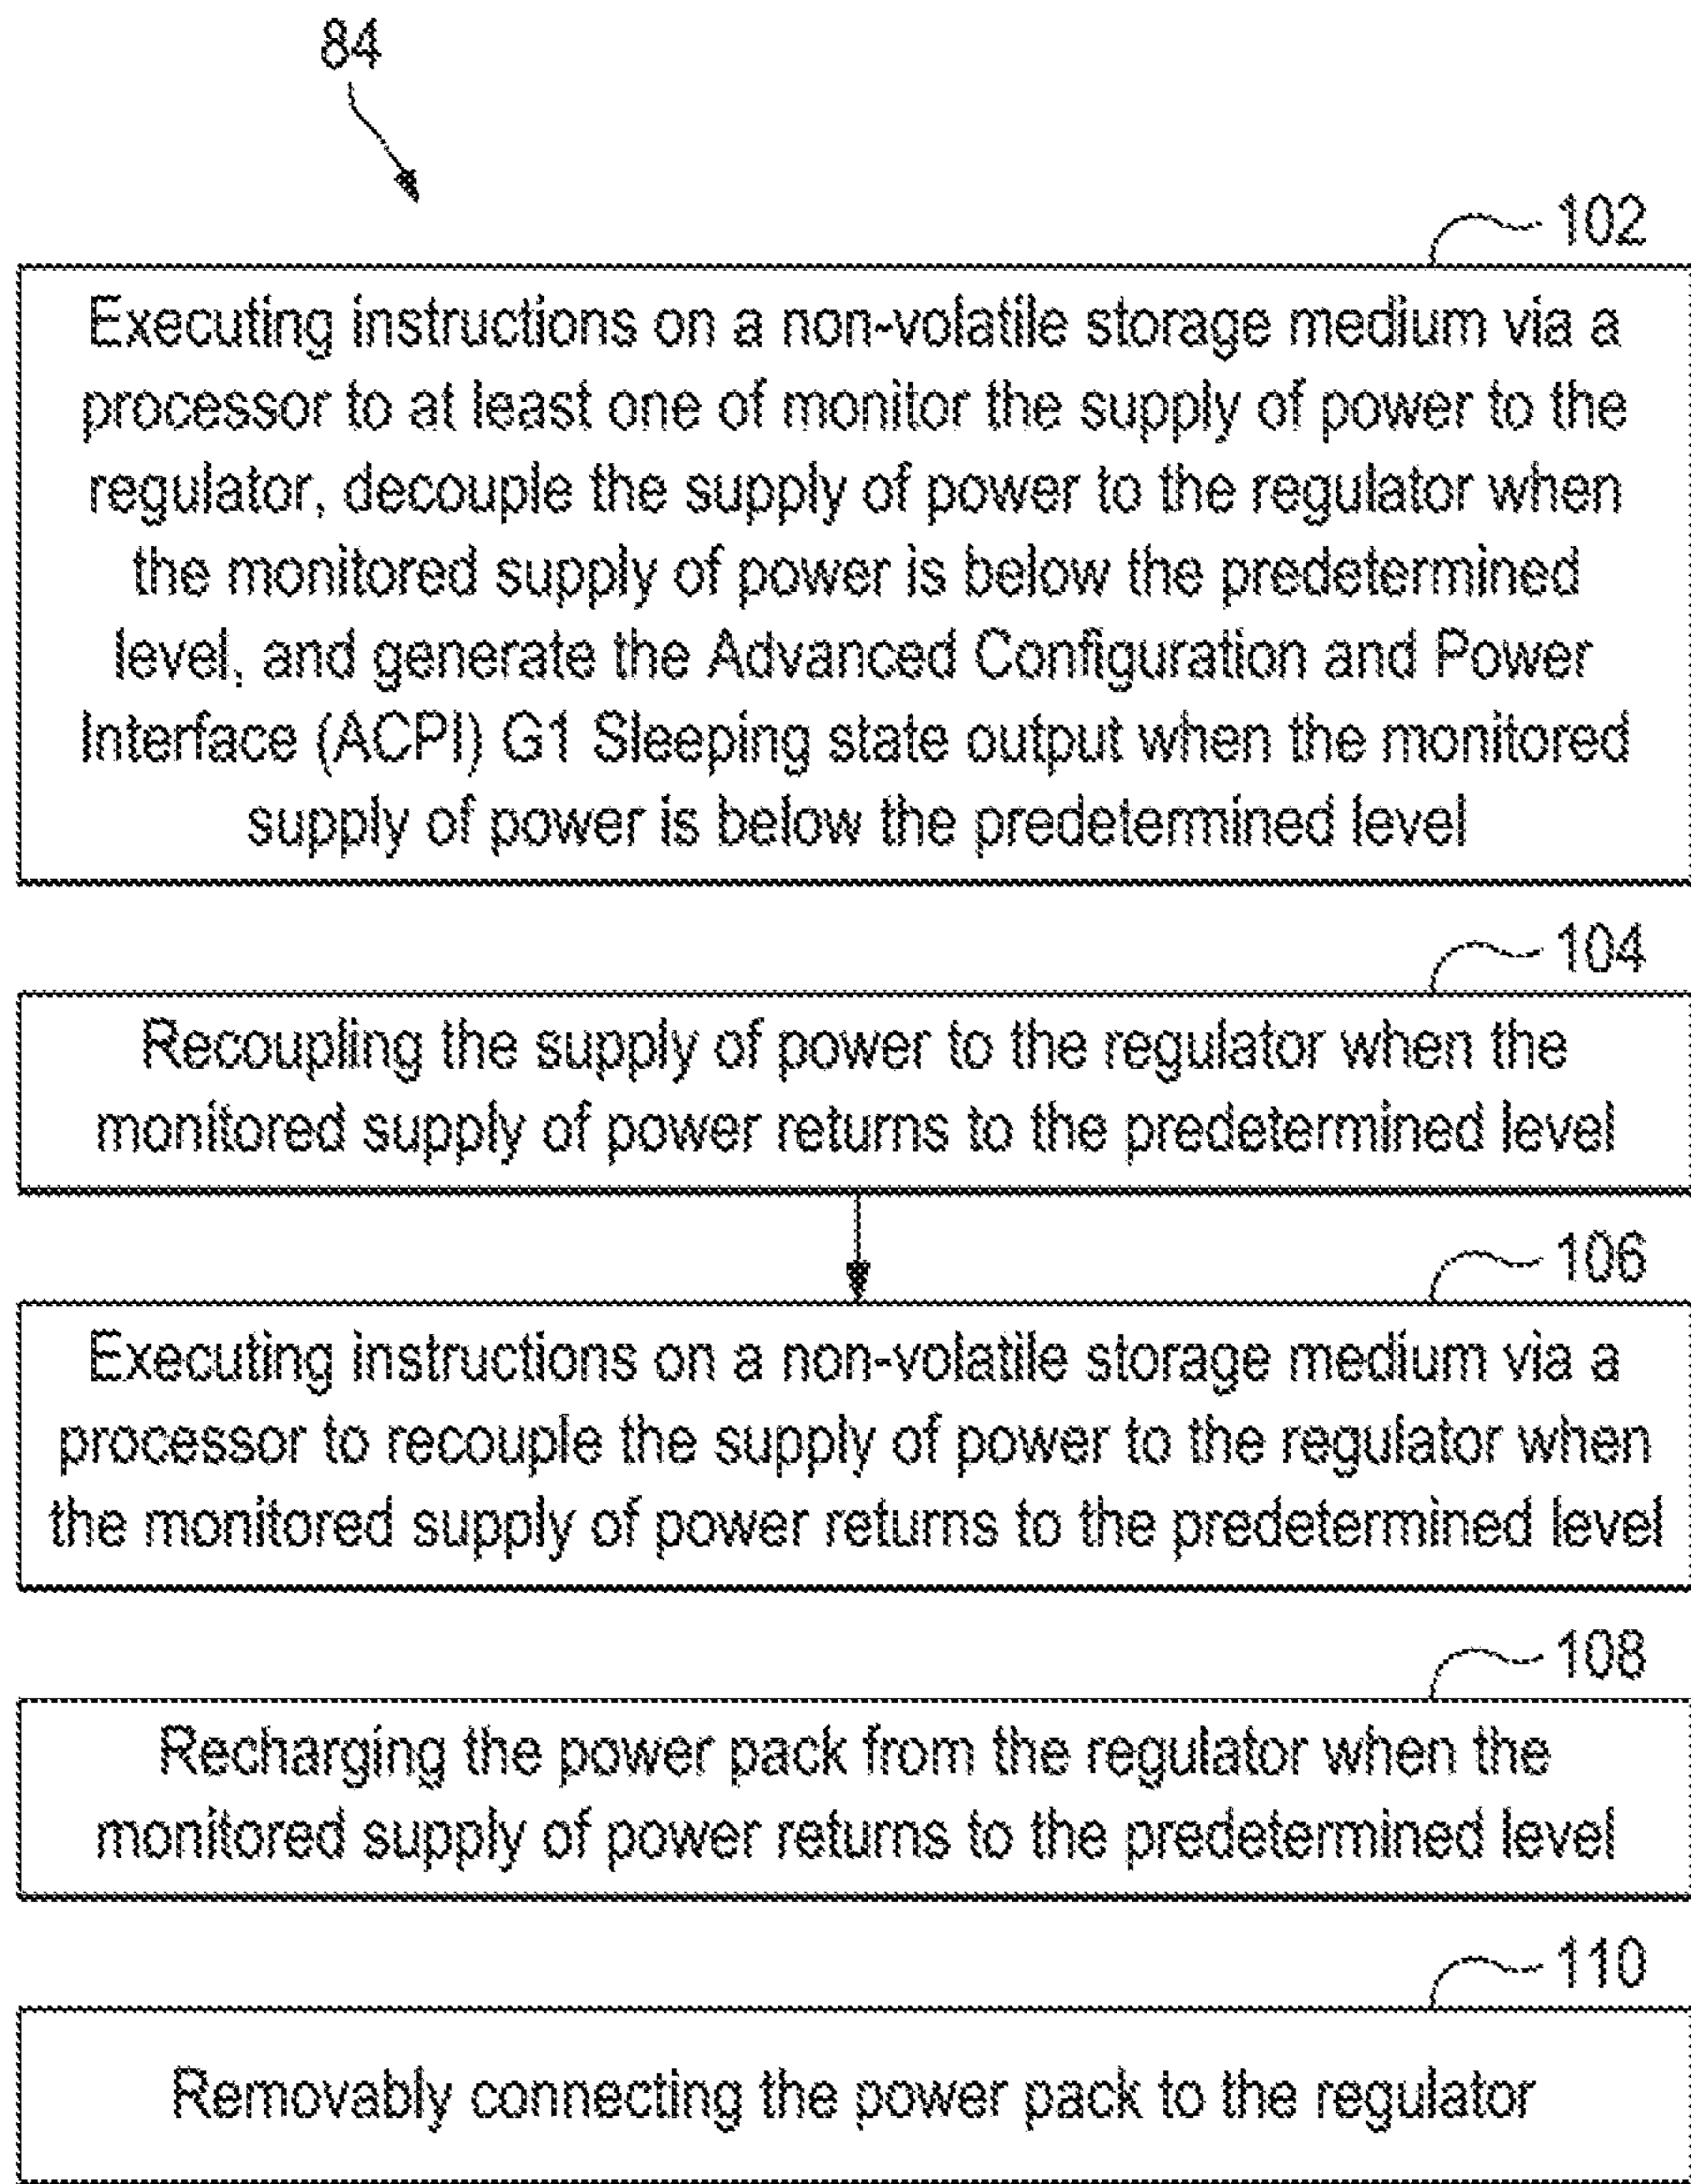 84
102
Executing instructions on a non-volatile storage medium via a
processor to at least one of monitor the supply of power to the
regulator, decouple the supply of power to the regulator when
the monitored supply of power is below the predetermined
level, and generate the Advanced Configuration and Power
Interface (ACPI) G1 Sleeping state output when the monitored
supply of power is below the predetermined level
104
Recoupling the supply of power to the regulator when the
monitored supply of power returns to the predetermined level
106
Executing instructions on a non-volatile storage medium via a
processor to recouple the supply of power to the regulator when
the monitored supply of power returns to the predetermined level
108
Recharging the power pack from the regulator when the
monitored supply of power returns to the predetermined level
110
Removably connecting the power pack to the regulator